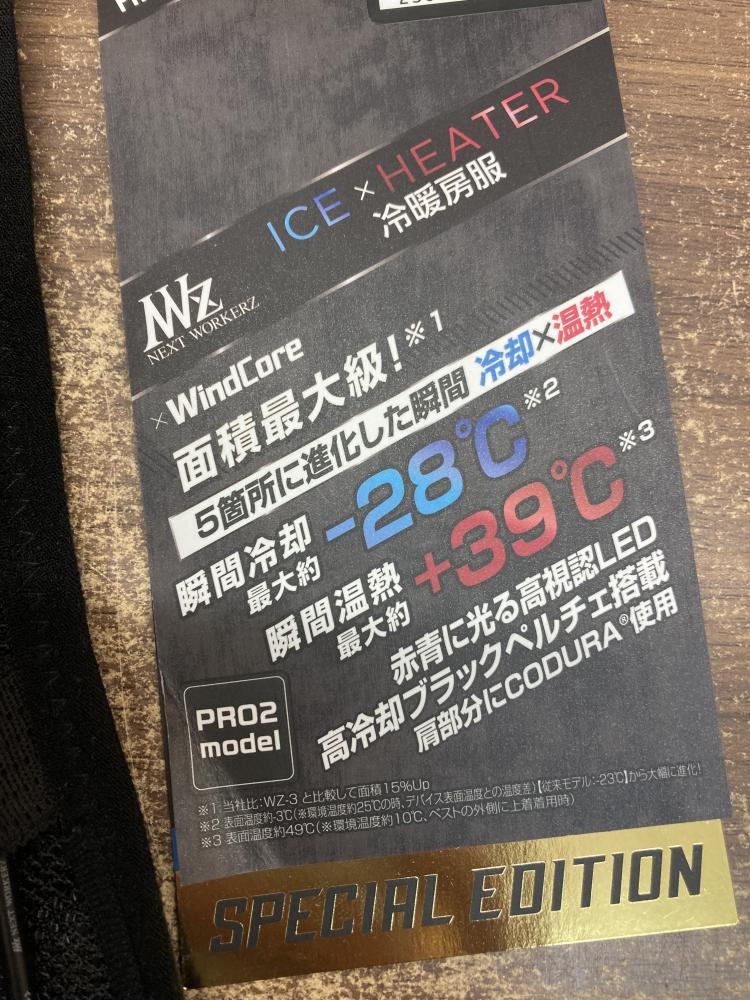 ICE × HEATER
冷暖房服
WZ
NEXT WORKERZ
×WindCore
面積最大級!※1
5箇所に進化した瞬間 冷却×温熱
瞬間冷却 最大約 -28℃※2
瞬間温熱 最大約 +39℃※3
赤青に光る高視認LED
高冷却ブラックペルチェ搭載
肩部分にCODURA®使用
PRO2
model
※1 当社比:WZ-3 と比較して面積15%Up
※2 表面温度約-3℃(※環境温度約25℃の時、デバイス表面温度との温度差)【従来モデル:-23℃】から大幅に進化!
※3 表面温度約49℃(※環境温度約10℃、ベストの外側に上着着用時)
SPECIAL EDITION